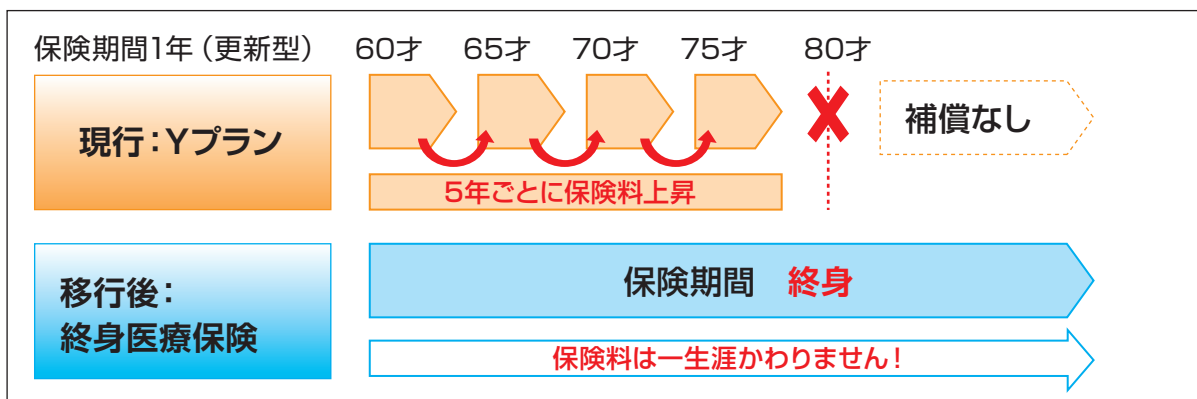 保険期間1年（更新型）
60才 65才 70才 75才 80才
現行：Yプラン
補償なし
5年ごとに保険料上昇
移行後：
終身医療保険
保険期間 終身
保険料は一生涯かわりません！